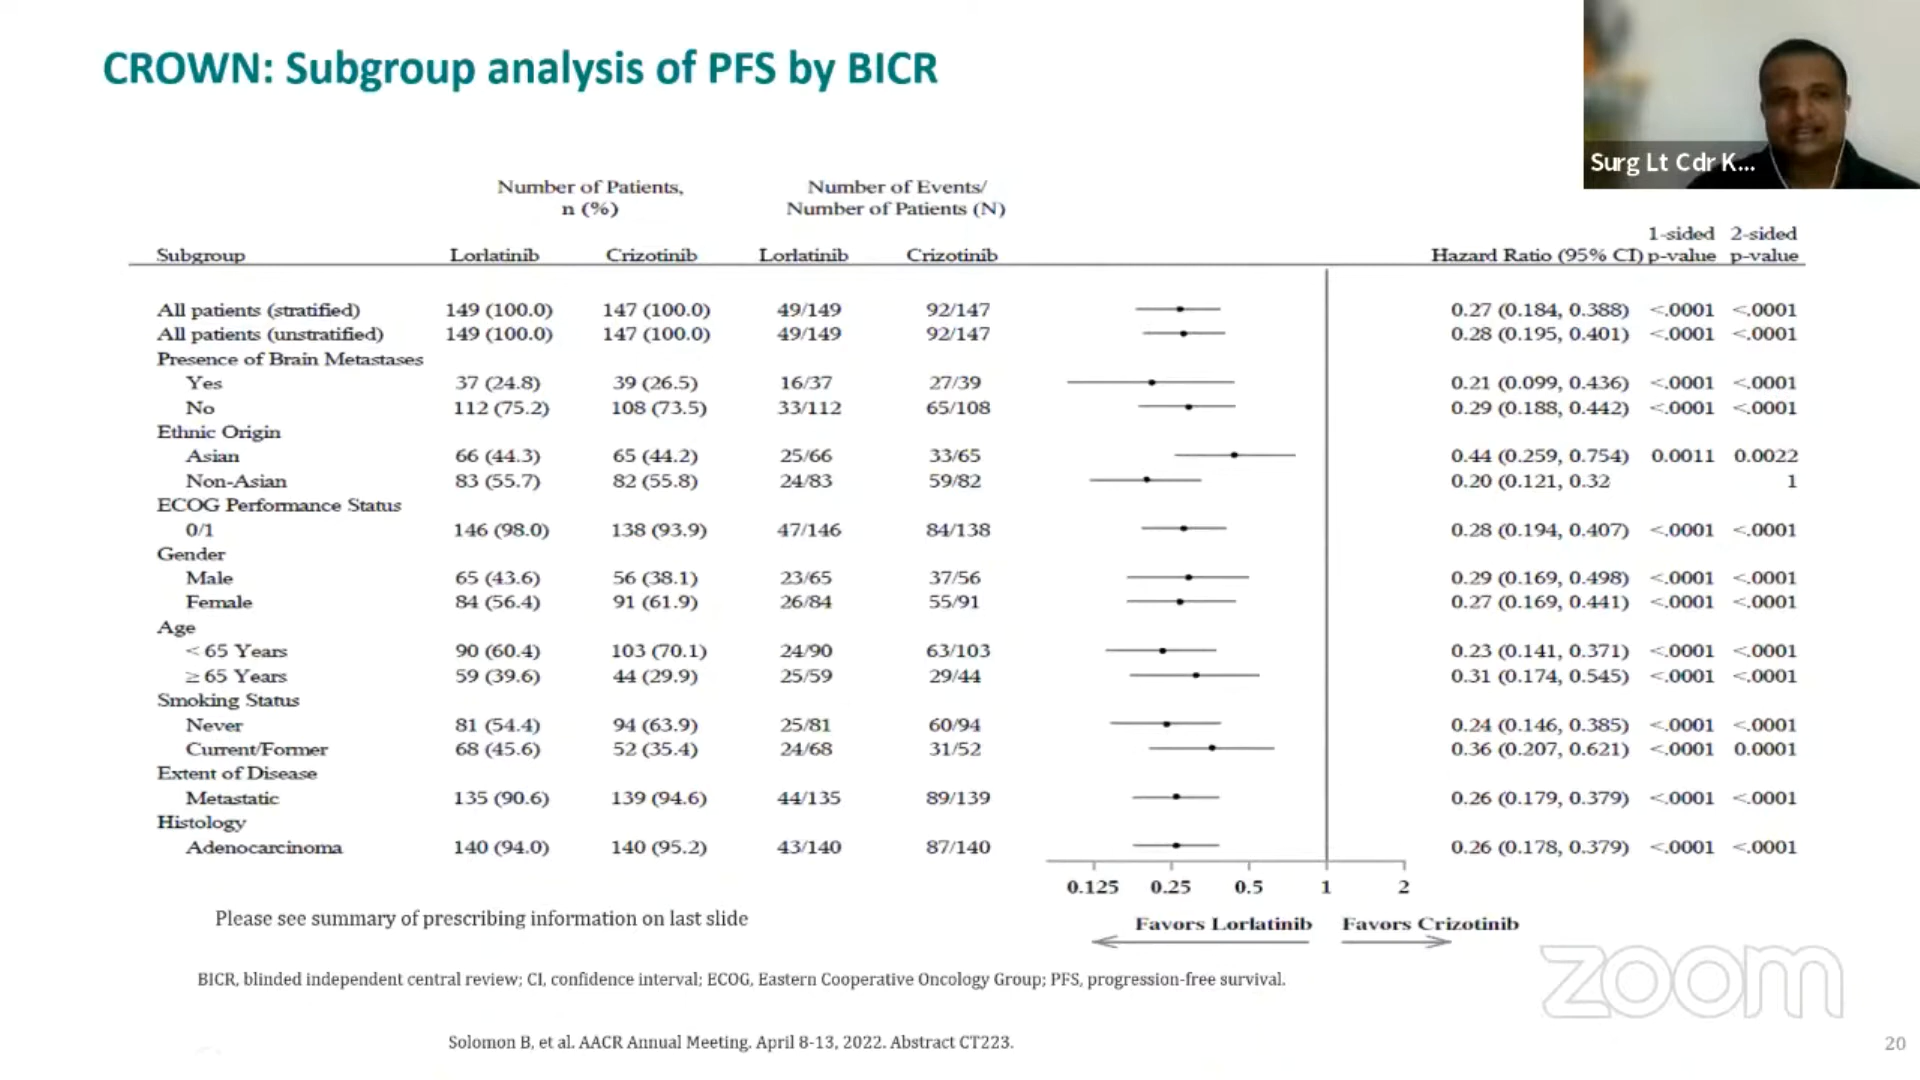 CROWN: Subgroup analysis of PFS by BICR
Surg Lt Cdr K...
Number of Patients, Number of Events/
n (%) Number of Patients (N)
1-sided 2-sided
Subgroup Lorlatinib Crizotinib Lorlatinib Crizotinib Hazard Ratio (95% CI) p-value p-value
All patients (stratified) 149 (100.0) 147 (100.0) 49/149 92/147 0.27 (0.184, 0.388) <.0001 <.0001
All patients (unstratified) 149 (100.0) 147 (100.0) 49/149 92/147 0.28 (0.195, 0.401) <.0001 <.0001
Presence of Brain Metastases
Yes 37 (24.8) 39 (26.5) 16/37 27/39 0.21 (0.099, 0.436) <.0001 <.0001
No 112 (75.2) 108 (73.5) 33/112 65/108 0.29 (0.188, 0.442) <.0001 <.0001
Ethnic Origin
Asian 66 (44.3) 65 (44.2) 25/66 33/65 0.44 (0.259, 0.754) 0.0011 0.0022
Non-Asian 83 (55.7) 82 (55.8) 24/83 59/82 0.20 (0.121, 0.32 1
ECOG Performance Status
0/1 146 (98.0) 138 (93.9) 47/146 84/138 0.28 (0.194, 0.407) <.0001 <.0001
Gender
Male 65 (43.6) 56 (38.1) 23/65 37/56 0.29 (0.169, 0.498) <.0001 <.0001
Female 84 (56.4) 91 (61.9) 26/84 55/91 0.27 (0.169, 0.441) <.0001 <.0001
Age
< 65 Years 90 (60.4) 103 (70.1) 24/90 63/103 0.23 (0.141, 0.371) <.0001 <.0001
≥ 65 Years 59 (39.6) 44 (29.9) 25/59 29/44 0.31 (0.174, 0.545) <.0001 <.0001
Smoking Status
Never 81 (54.4) 94 (63.9) 25/81 60/94 0.24 (0.146, 0.385) <.0001 <.0001
Current/Former 68 (45.6) 52 (35.4) 24/68 31/52 0.36 (0.207, 0.621) <.0001 0.0001
Extent of Disease
Metastatic 135 (90.6) 139 (94.6) 44/135 89/139 0.26 (0.179, 0.379) <.0001 <.0001
Histology
Adenocarcinoma 140 (94.0) 140 (95.2) 43/140 87/140 0.26 (0.178, 0.379) <.0001 <.0001
0.125 0.25 0.5 1 2
Please see summary of prescribing information on last slide
Favors Lorlatinib Favors Crizotinib
BICR, blinded independent central review; CI, confidence interval; ECOG, Eastern Cooperative Oncology Group; PFS, progression-free survival.
zoom
Solomon B, et al. AACR Annual Meeting. April 8-13, 2022. Abstract CT223.
20